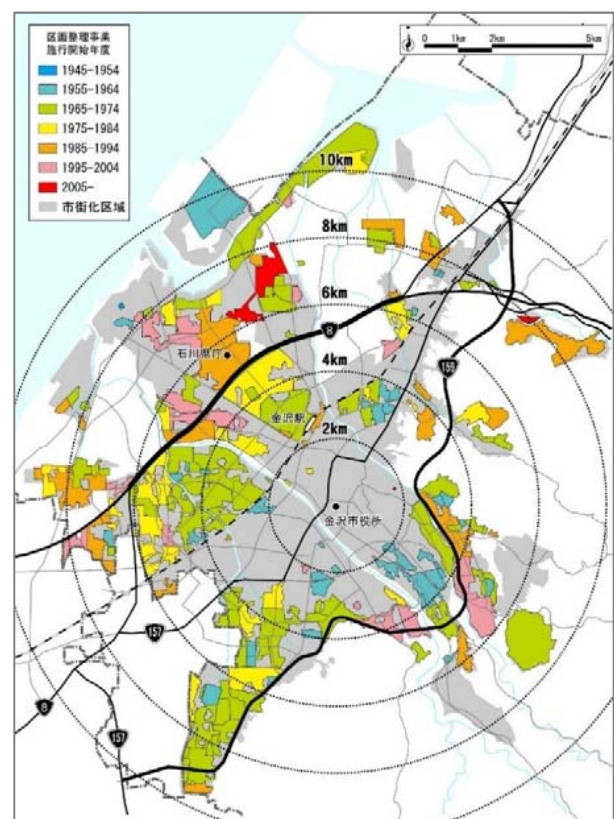 区画整理事業
施行開始年度
1945-1954
1955-1964
1965-1974
1975-1984
1985-1994
1995-2004
2005-
市街化区域
0 1km 2km 5km
10km
8km
6km
8
石川県庁
4km
159
金沢駅
2km
金沢市役所
157
8
157